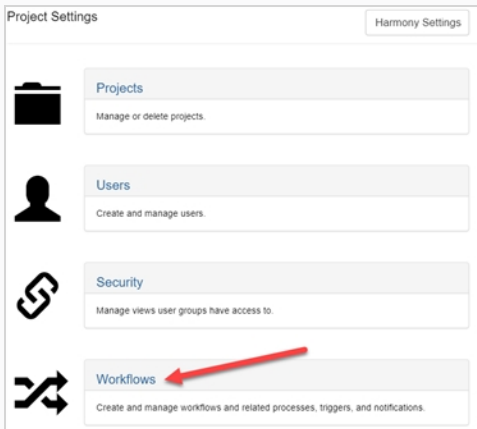 Project Settings
Harmony Settings
Projects
Manage or delete projects.
Users
Create and manage users.
Security
Manage views user groups have access to.
Workflows
Create and manage workflows and related processes, triggers, and notifications.